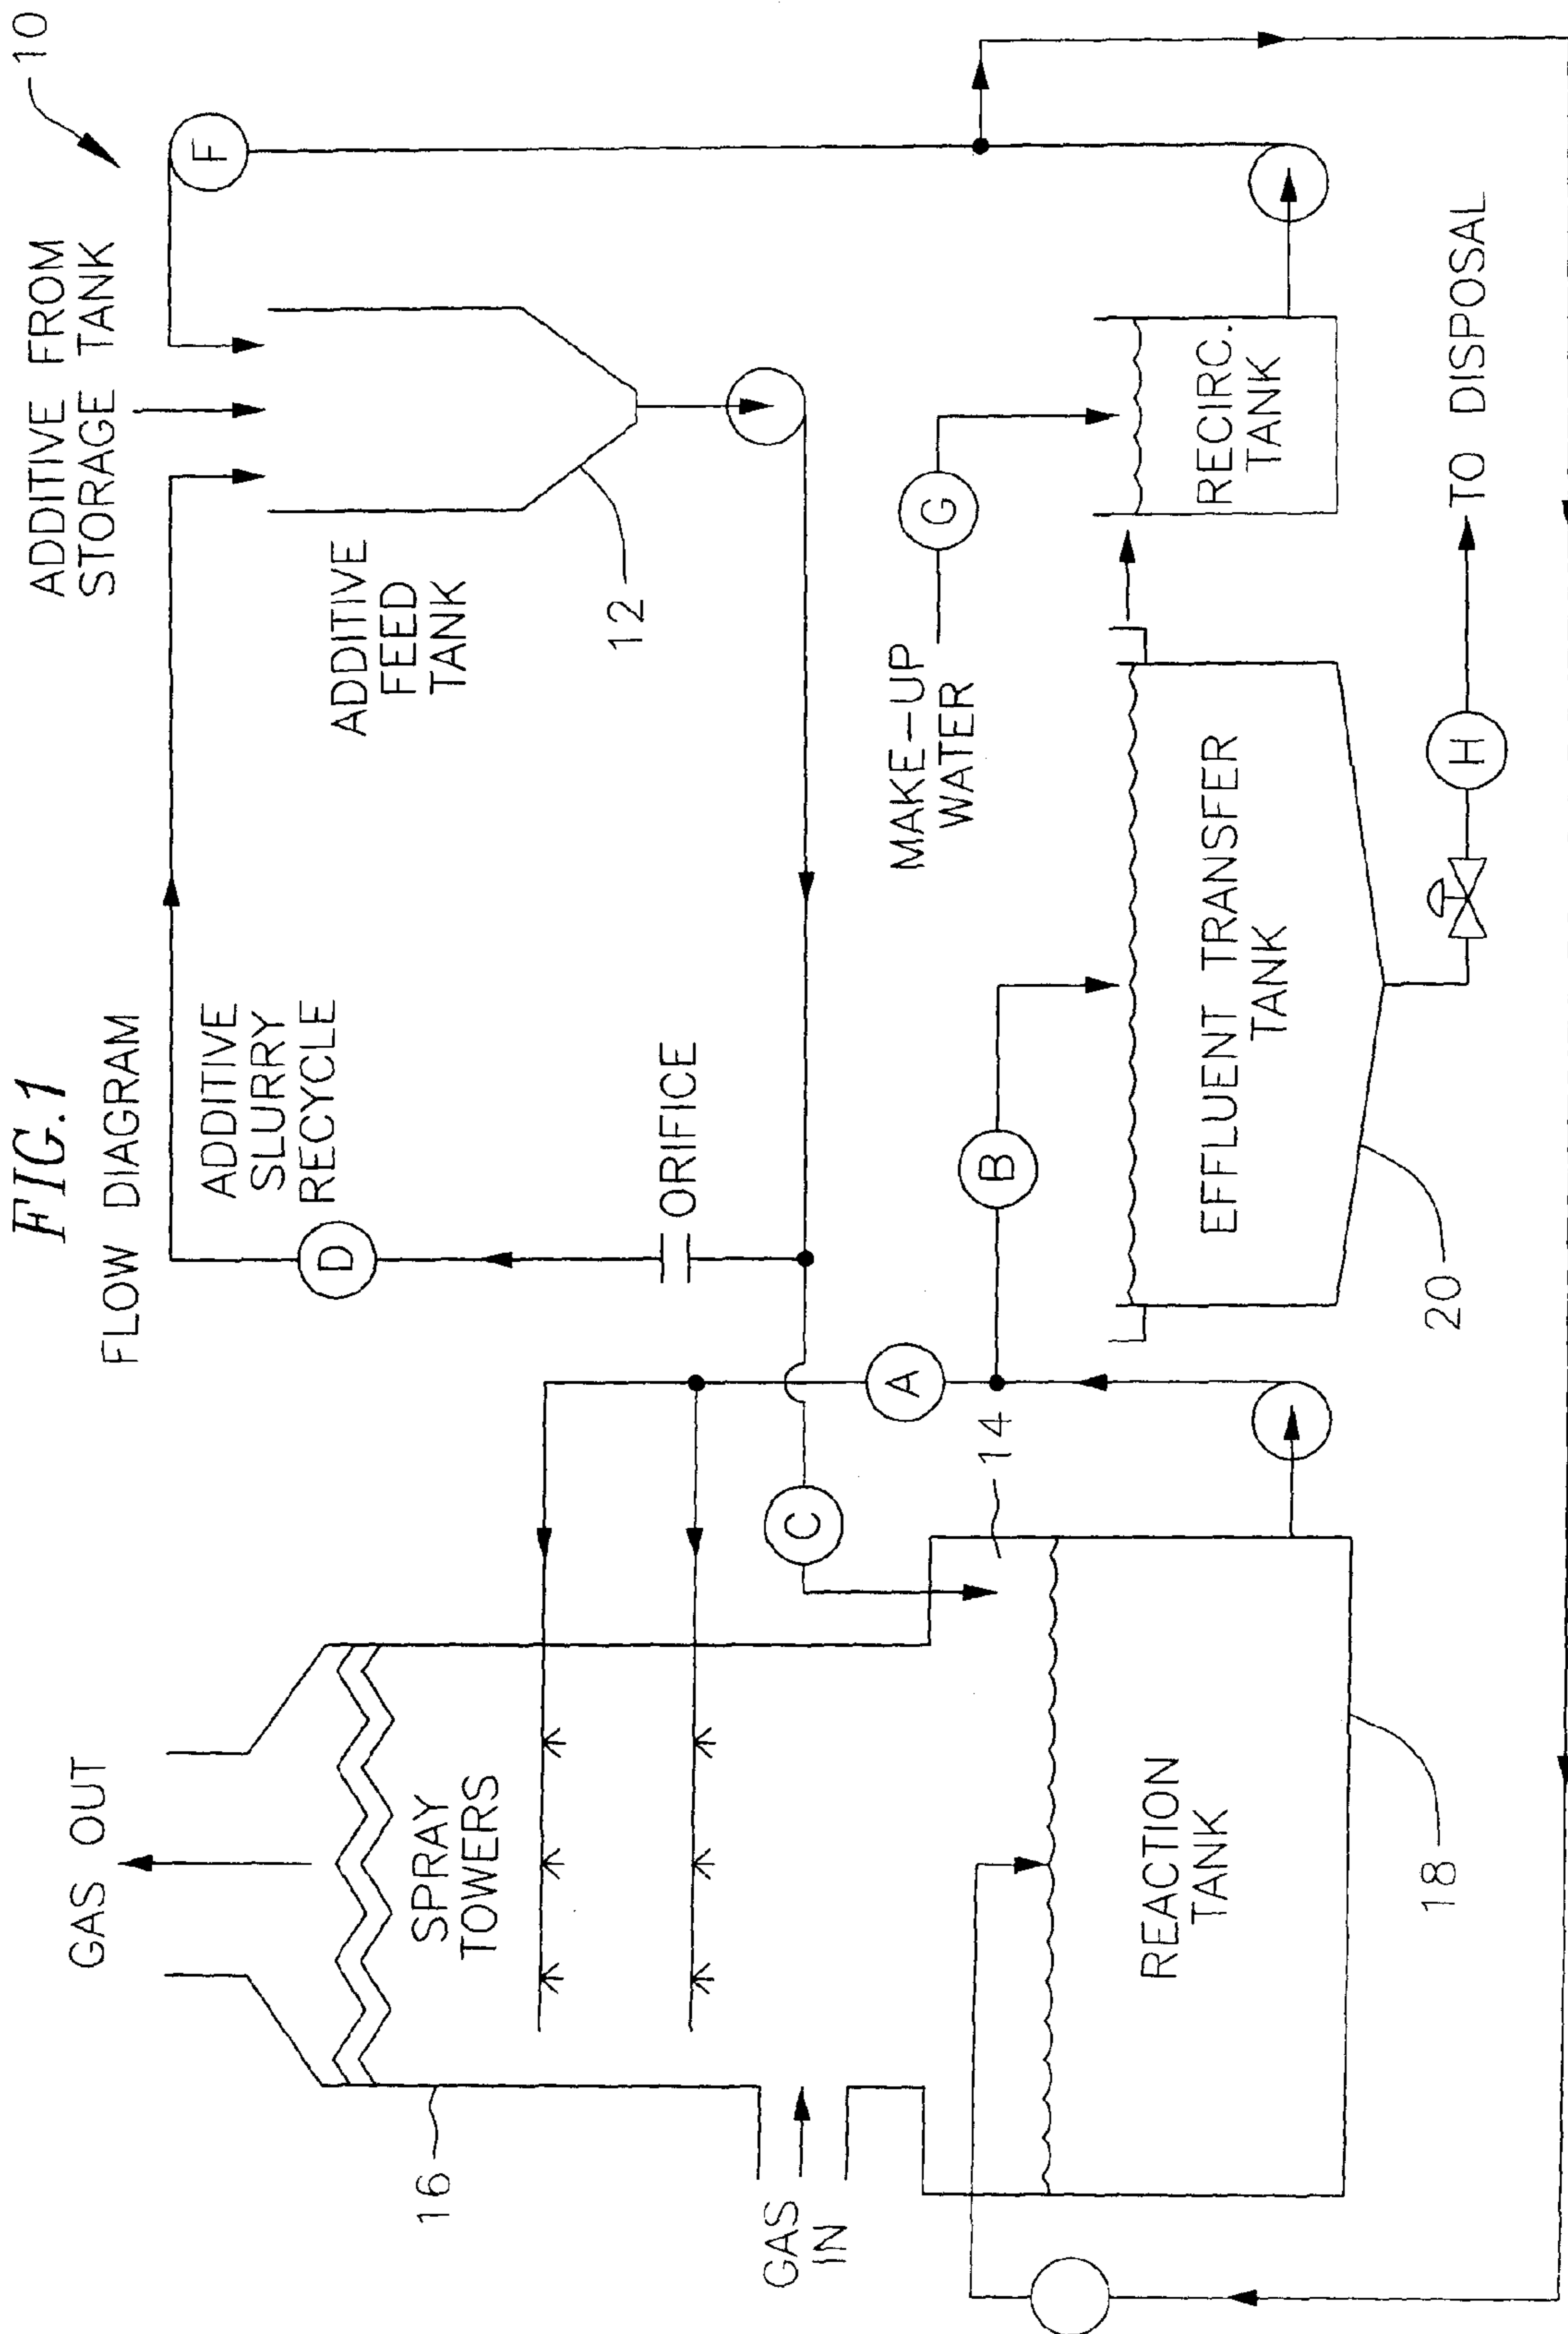 FIG.1
FLOW DIAGRAM
10
GAS OUT
ADDITIVE FROM
STORAGE TANK
F
ADDITIVE
SLURRY
RECYCLE
D
ADDITIVE
FEED
TANK
12
SPRAY
TOWERS
16
ORIFICE
GAS
IN
C
A
14
B
MAKE-UP
WATER
G
REACTION
TANK
18
EFFLUENT TRANSFER
TANK
20
RECIRC.
TANK
H
TO DISPOSAL